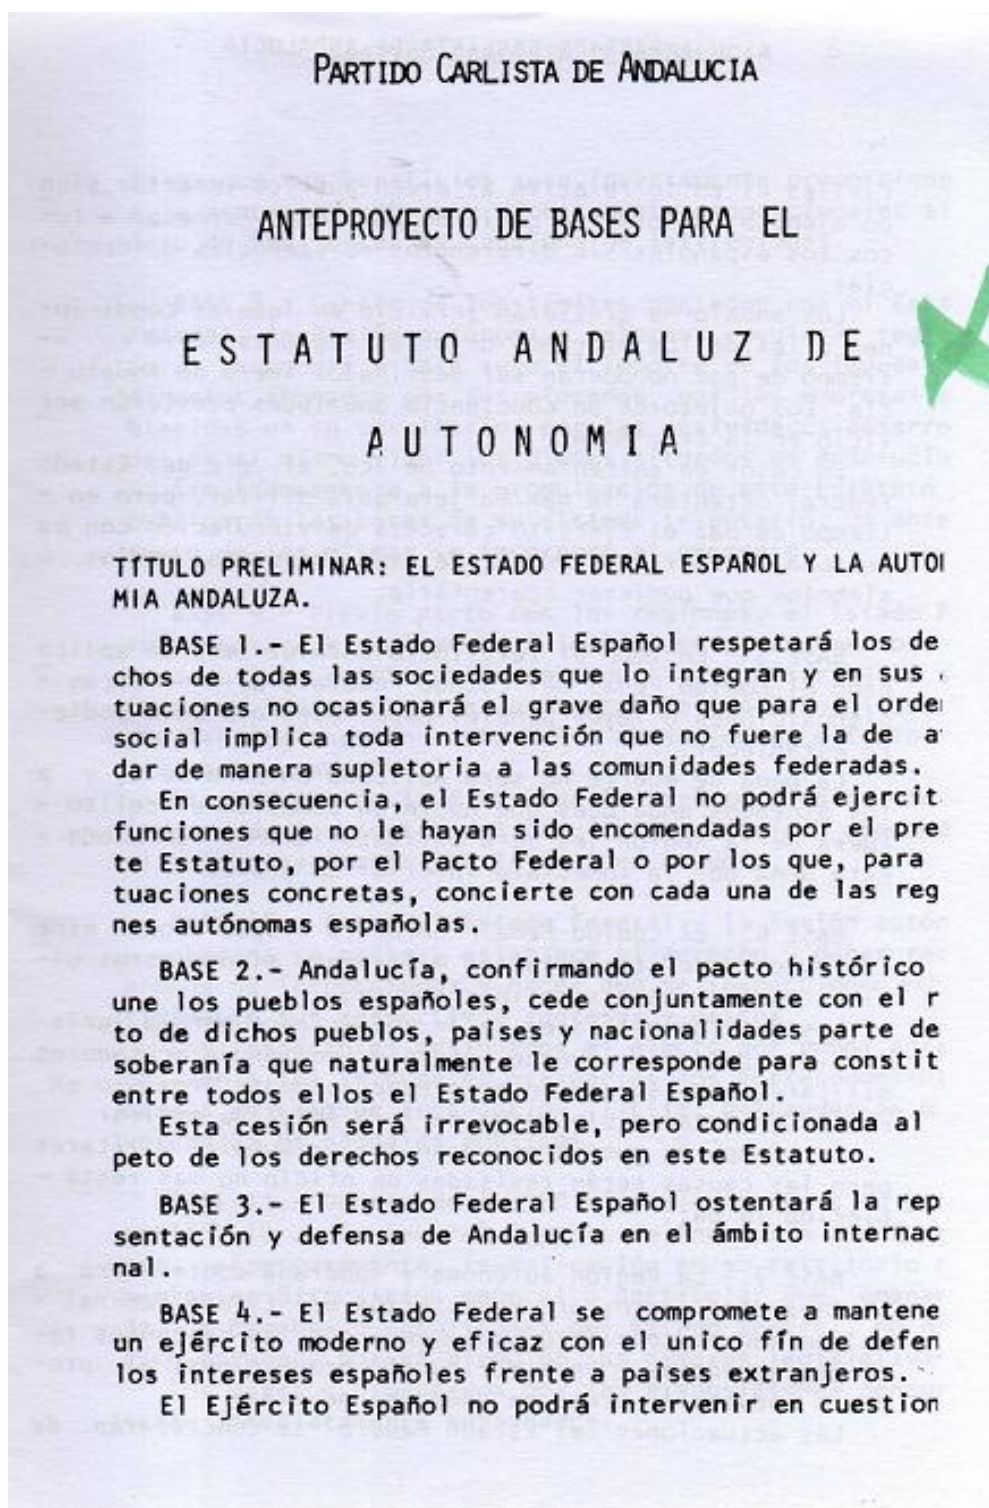 PARTIDO CARLISTA DE ANDALUCIA
ANTEPROYECTO DE BASES PARA EL
ESTATUTO ANDALUZ DE
AUTONOMIA
TÍTULO PRELIMINAR: EL ESTADO FEDERAL ESPAÑOL Y LA AUTO
MIA ANDALUZA.
BASE 1.- El Estado Federal Español respetará los de
chos de todas las sociedades que lo integran y en sus
tuaciones no ocasionará el grave daño que para el orde
social implica toda intervención que no fuere la de a
dar de manera supletoria a las comunidades federadas.
En consecuencia, el Estado Federal no podrá ejercit
funciones que no le hayan sido encomendadas por el pre
te Estatuto, por el Pacto Federal o por los que, para
tuaciones concretas, concierte con cada una de las reg
nes autónomas españolas.
BASE 2.- Andalucía, confirmando el pacto histórico
une los pueblos españoles, cede conjuntamente con el r
to de dichos pueblos, paises y nacionalidades parte de
soberanía que naturalmente le corresponde para constit
entre todos ellos el Estado Federal Español.
Esta cesión será irrevocable, pero condicionada al
peto de los derechos reconocidos en este Estatuto.
BASE 3.- El Estado Federal Español ostentará la rep
sentación y defensa de Andalucía en el ámbito internac
nal.
BASE 4.- El Estado Federal se compromete a mantene
un ejército moderno y eficaz con el unico fín de defen
los intereses españoles frente a paises extranjeros.
El Ejército Español no podrá intervenir en cuestion